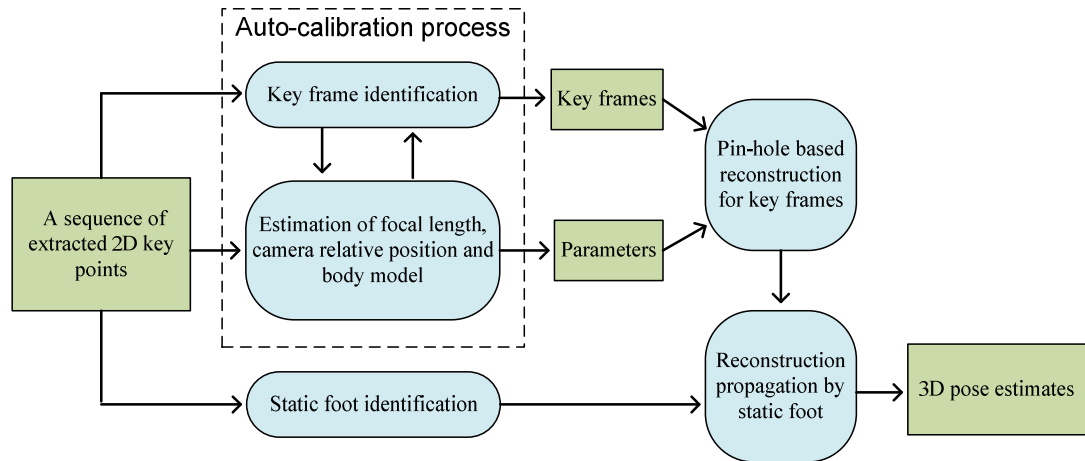 Auto-calibration process
Key frame identification
Key frames
Pin-hole based
reconstruction
for key frames
A sequence of
extracted 2D key
points
Estimation of focal length,
camera relative position and
body model
Parameters
Static foot identification
Reconstruction
propagation by
static foot
3D pose estimates